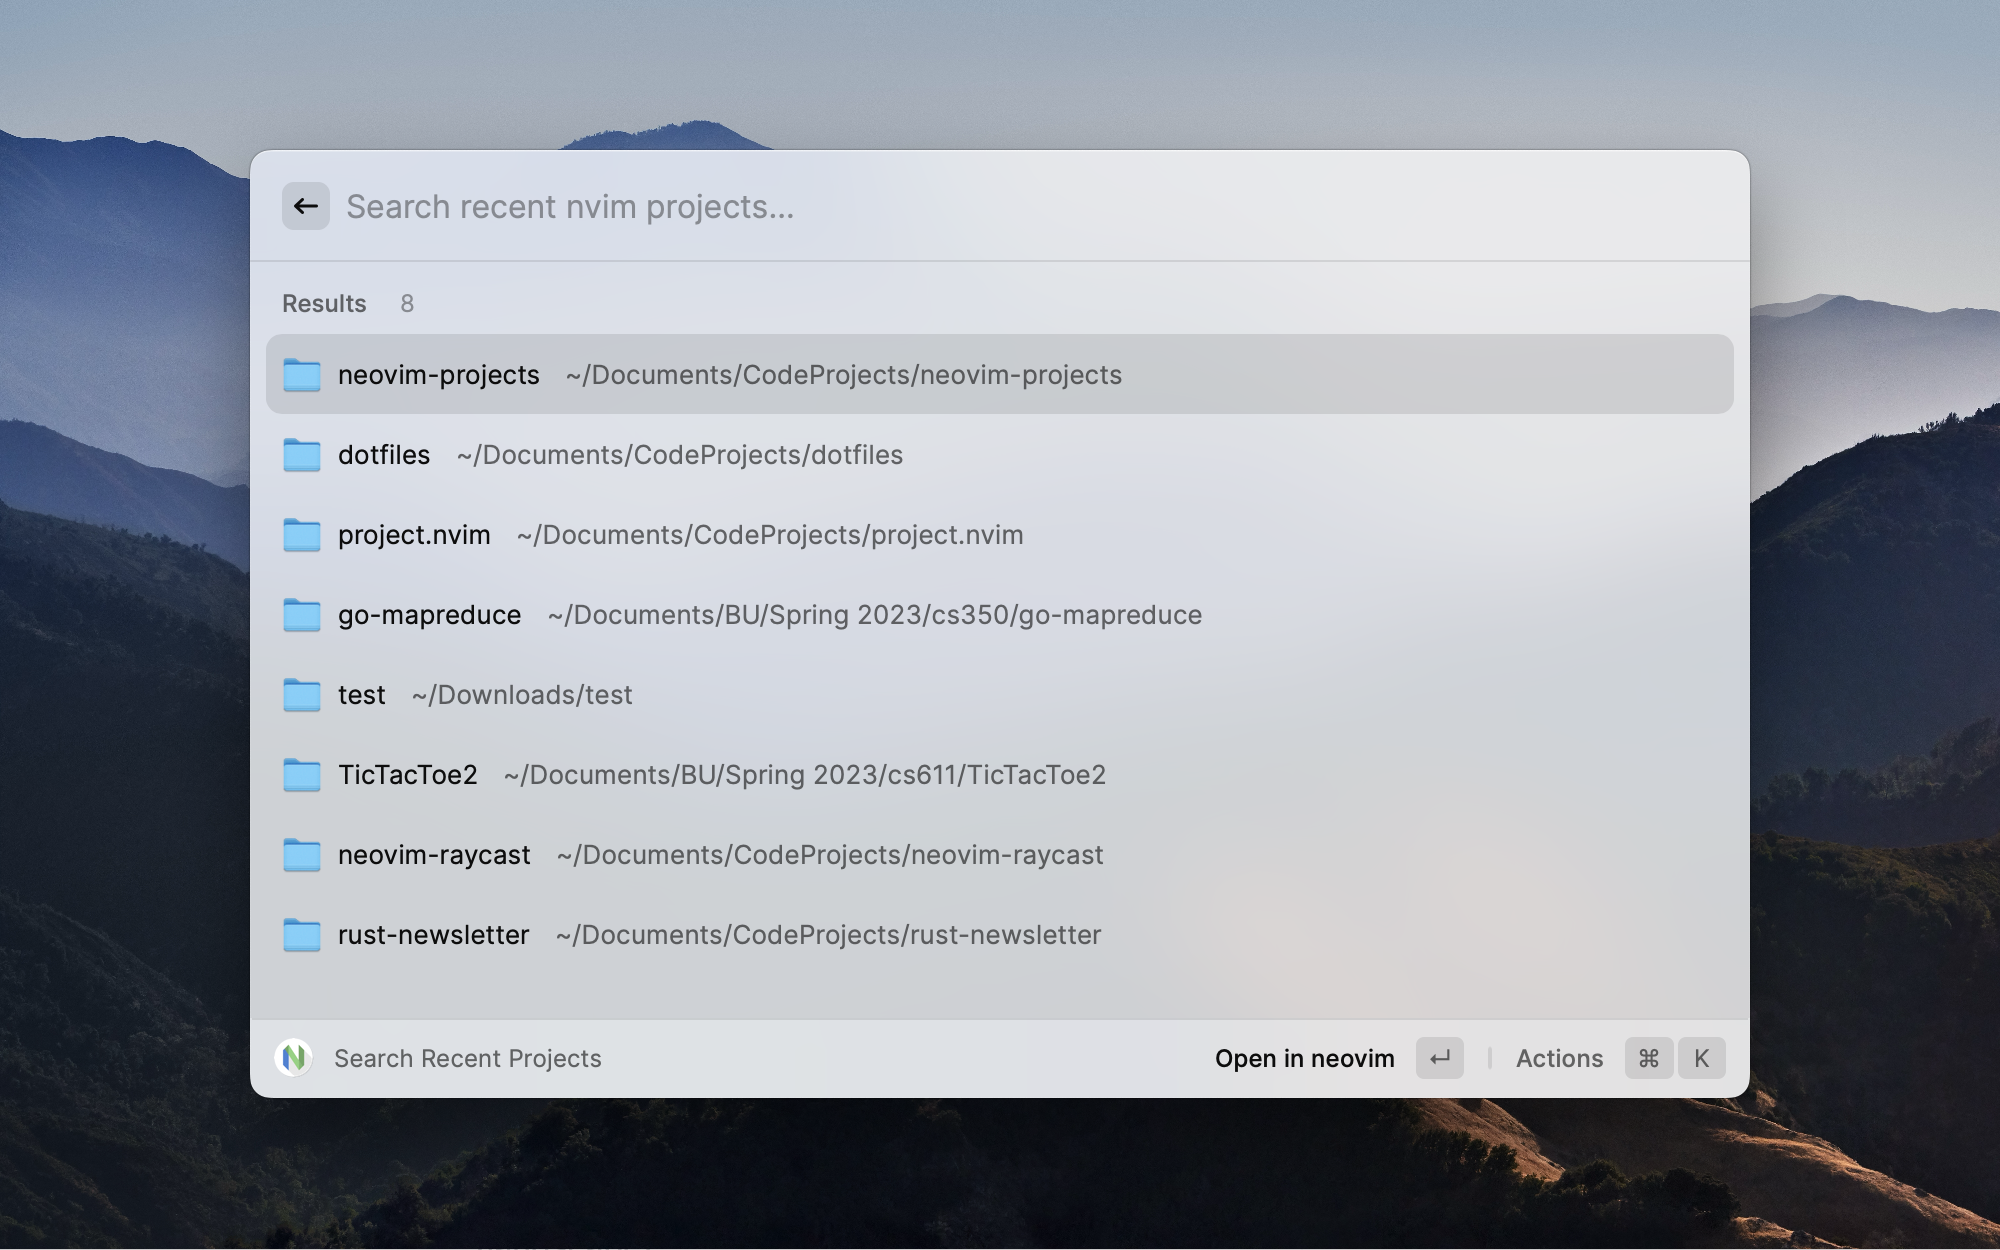 Search recent nvim projects...
Results 8
neovim-projects ~/Documents/CodeProjects/neovim-projects
dotfiles ~/Documents/CodeProjects/dotfiles
project.nvim ~/Documents/CodeProjects/project.nvim
go-mapreduce ~/Documents/BU/Spring 2023/cs350/go-mapreduce
test ~/Downloads/test
TicTacToe2 ~/Documents/BU/Spring 2023/cs611/TicTacToe2
neovim-raycast ~/Documents/CodeProjects/neovim-raycast
rust-newsletter ~/Documents/CodeProjects/rust-newsletter
Search Recent Projects Open in neovim ↵ Actions ⌘ K